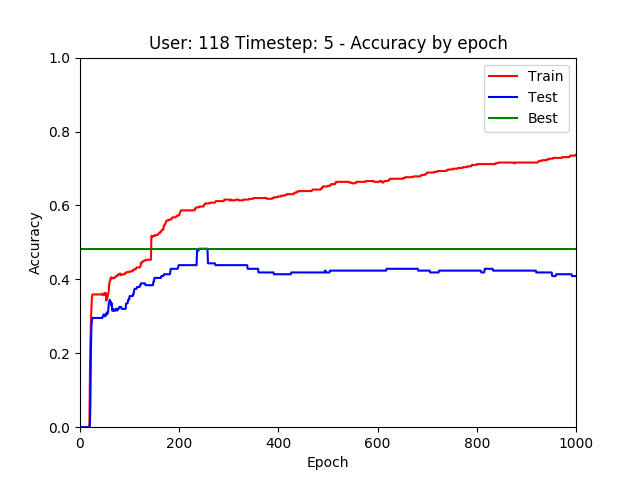 User: 118 Timestep: 5 - Accuracy by epoch
1.0
0.8
0.6
0.4
0.2
0.0
Accuracy
0 200 400 600 800 1000
Epoch
Train
Test
Best